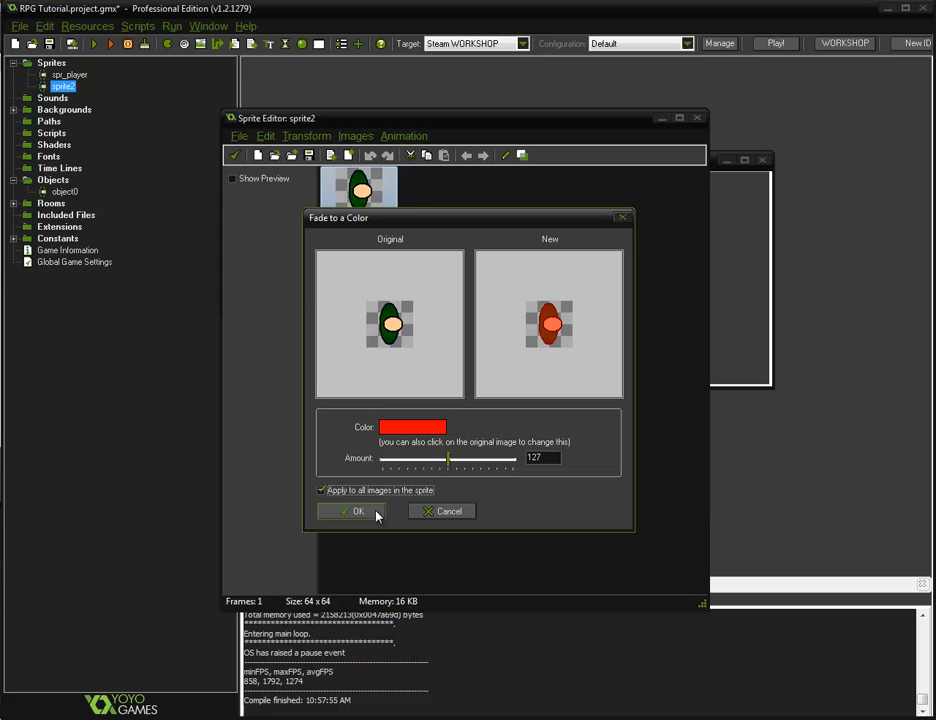 RPG Tutorial.project.gmx* - Professional Edition (v1.2.1279)
File Edit Resources Scripts Run Window Help
Target: Steam WORKSHOP Configuration: Default Manage Play! WORKSHOP New ID
Sprites
spr_player
sprite2
Sounds
Backgrounds
Paths
Scripts
Shaders
Fonts
Time Lines
Objects
object0
Rooms
Included Files
Extensions
Constants
Game Information
Global Game Settings
Sprite Editor: sprite2
File Edit Transform Images Animation
Show Preview
Fade to a Color
Original New
Color:
(you can also click on the original image to change this)
Amount: 127
Apply to all images in the sprite
OK Cancel
Frames: 1 Size: 64 x 64 Memory: 16 KB
Total memory used = 2158213(0x0047a69d) bytes
**********************************.
Entering main loop.
**********************************.
OS has raised a pause event
---------------------------------------------
minFPS, maxFPS, avgFPS
858, 1792, 1274
---------------------------------------------
Compile finished: 10:57:55 AM
YOYO
GAMES